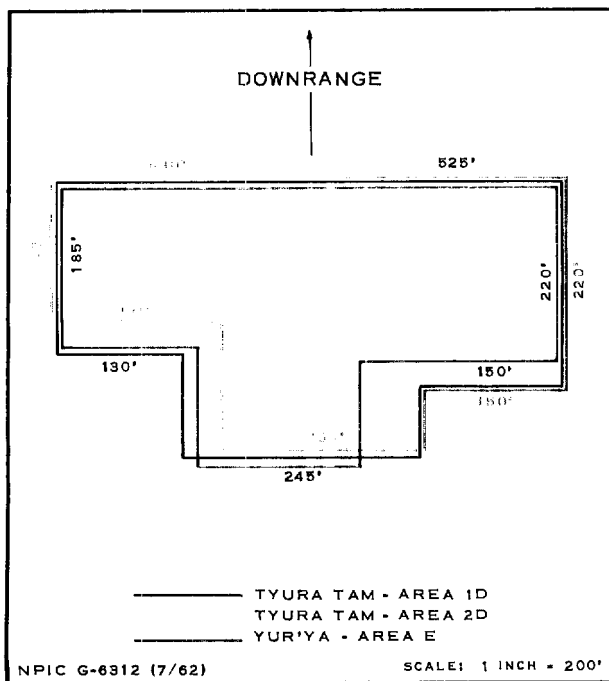 DOWNRANGE
525'
185'
220'
220'
130'
150'
150'
245'
TYURA TAM - AREA 1D
TYURA TAM - AREA 2D
YUR'YA - AREA E
NPIC G-6312 (7/62)
SCALE: 1 INCH = 200'